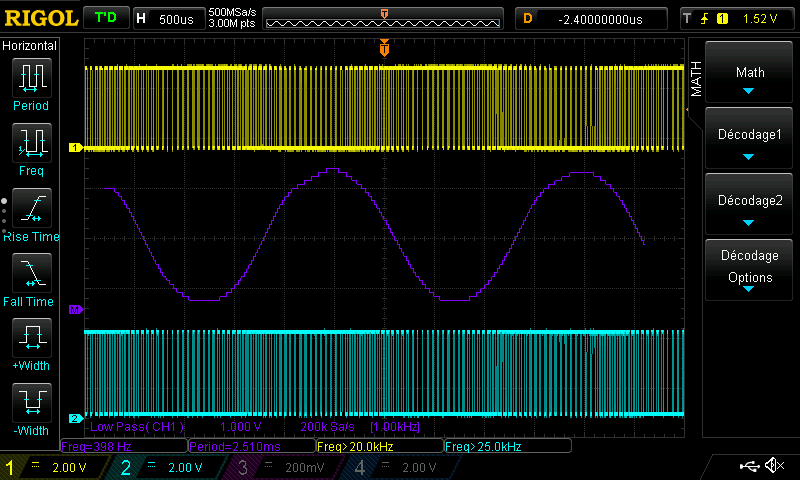 RIGOL T'D H 500us 500MSa/s 3.00M pts T D -2.40000000us T 1 1.52 V
Horizontal
Period
Freq
Rise Time
Fall Time
+Width
-Width
T
1
M
2
Low Pass( CH1 ) 1.000 V 200k Sa/s [1.00kHz]
Freq=398 Hz Period=2.510ms Freq>20.0kHz Freq>25.0kHz
1 2.00 V 2 2.00 V 3 200mV 4 2.00 V
MATH
Math
Décodage1
Décodage2
Décodage
Options